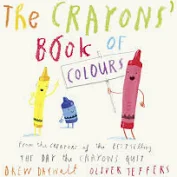 THE CRAYONS'
BOOK OF
COLOURS
from the creators of the #1 BESTSELLING
THE DAY THE CRAYONS QUIT
DREW DAYWALT OLIVER JEFFERS